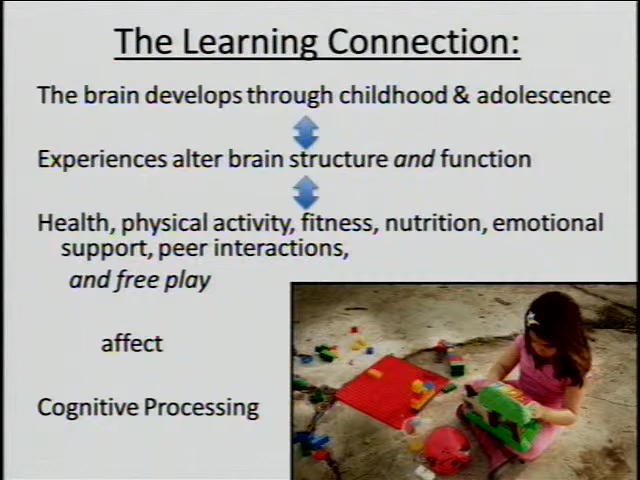 The Learning Connection:
The brain develops through childhood & adolescence
Experiences alter brain structure and function
Health, physical activity, fitness, nutrition, emotional
support, peer interactions,
and free play
affect
Cognitive Processing